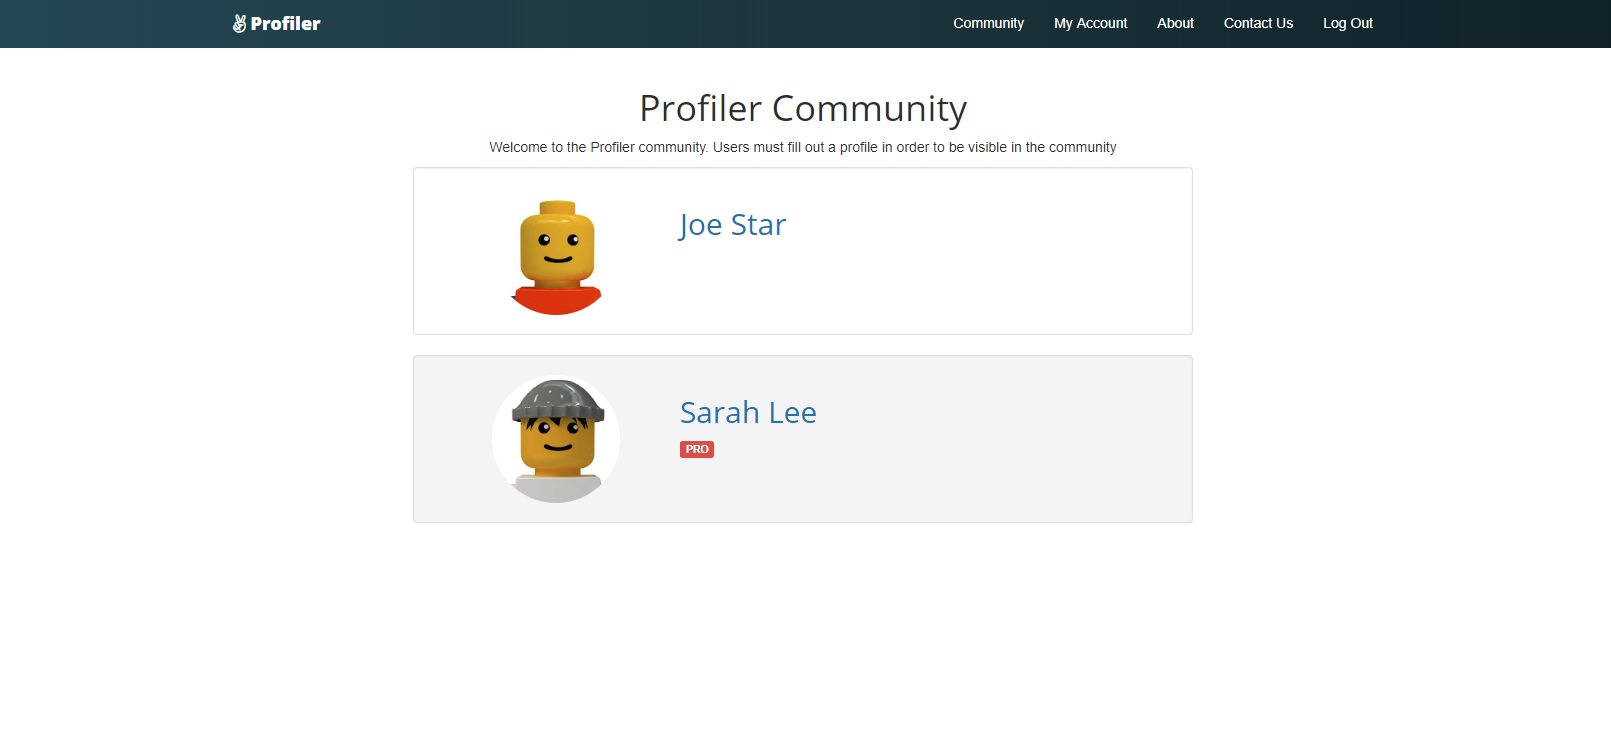 Profiler
Community
My Account
About
Contact Us
Log Out
Profiler Community
Welcome to the Profiler community. Users must fill out a profile in order to be visible in the community
Joe Star
Sarah Lee
PRO